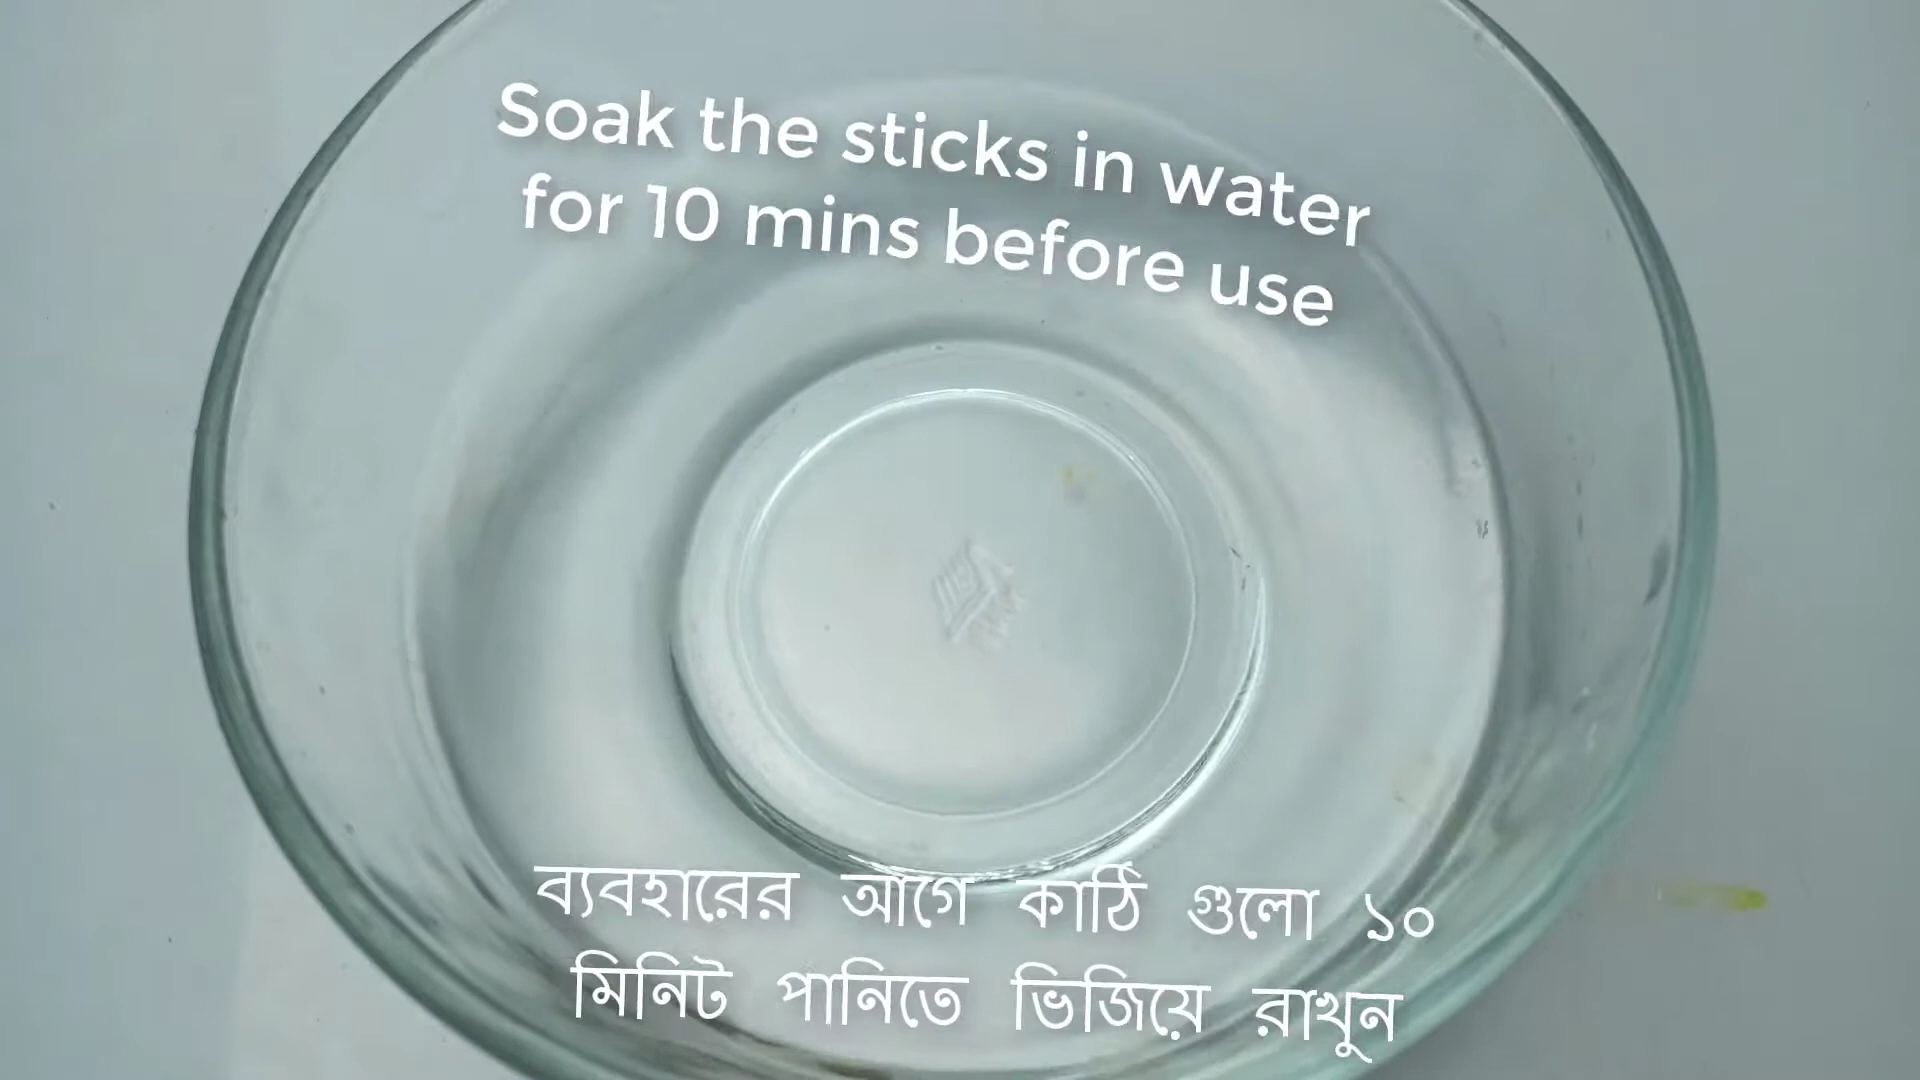 Soak the sticks in water
for 10 mins before use
ব্যবহারের আগে কাঠি গুলো ১০
মিনিট পানিতে ভিজিয়ে রাখুন